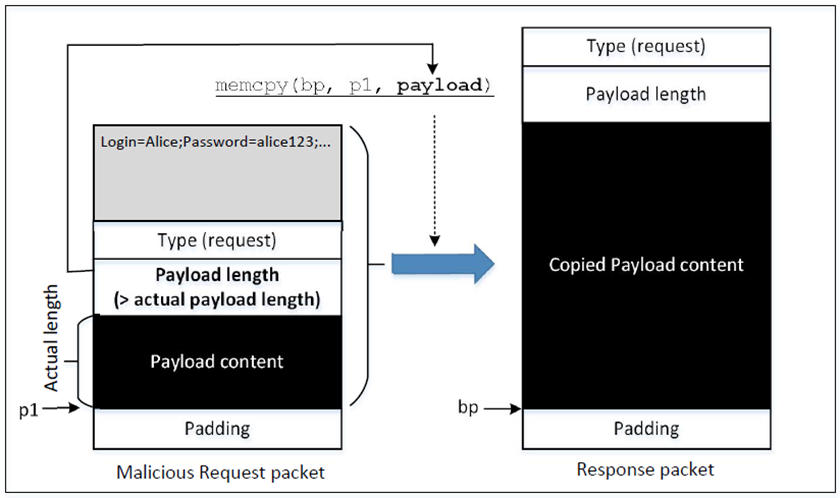 memcpy(bp, p1, payload)
Login=Alice;Password=alice123;...
Type (request)
Payload length
(> actual payload length)
Actual length
Payload content
p1
Padding
Malicious Request packet
Type (request)
Payload length
Copied Payload content
bp
Padding
Response packet